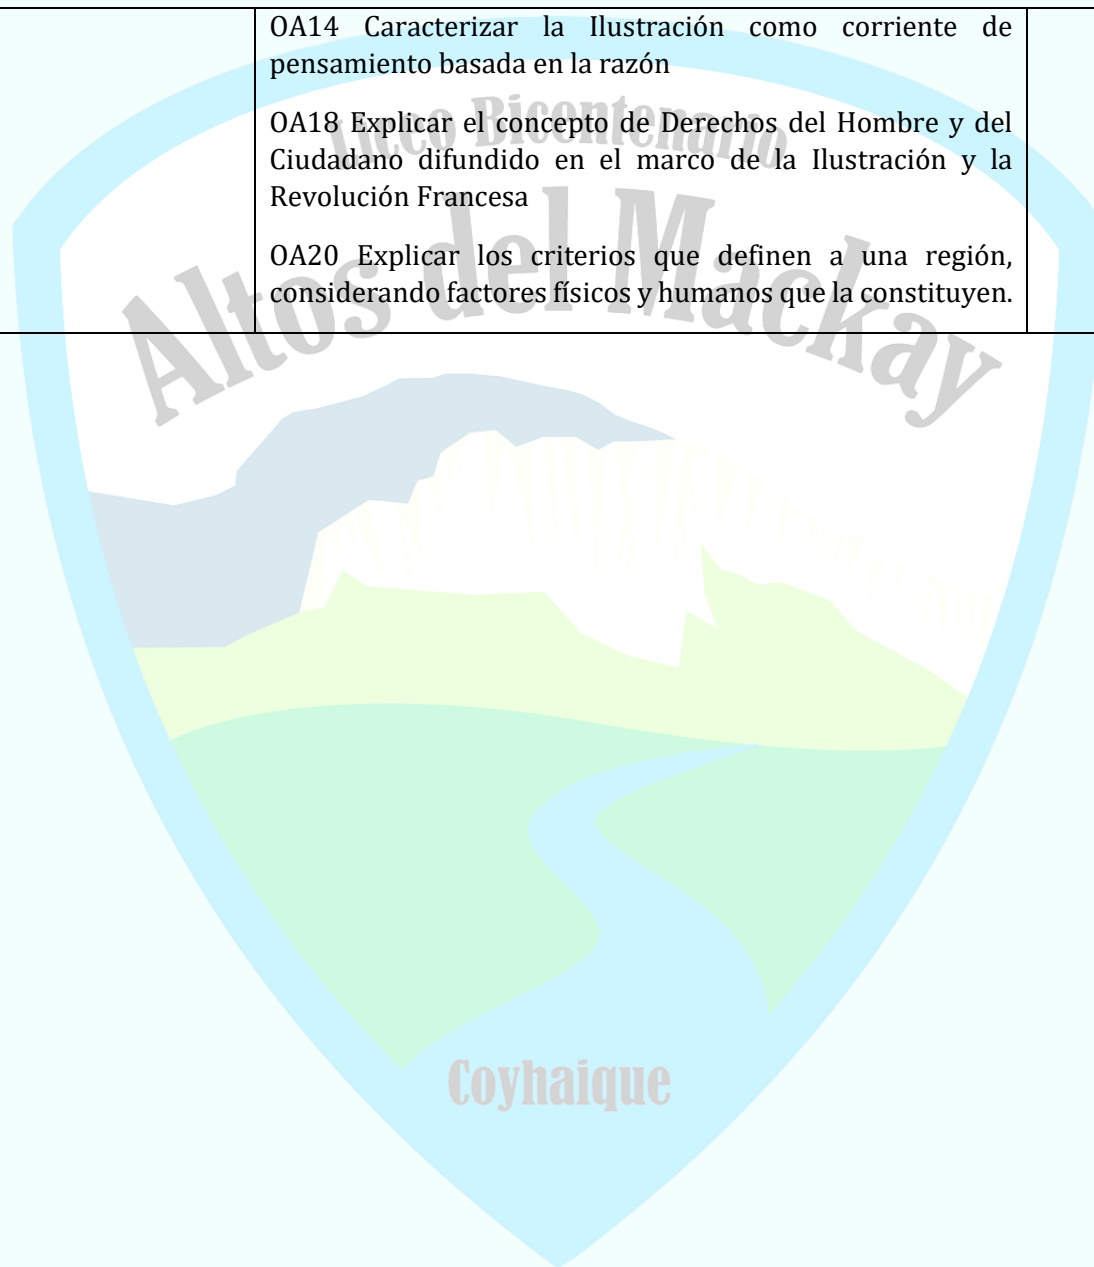 OA14 Caracterizar la Ilustración como corriente de
pensamiento basada en la razón
OA18 Explicar el concepto de Derechos del Hombre y del
Ciudadano difundido en el marco de la Ilustración y la
Revolución Francesa
OA20 Explicar los criterios que definen a una región,
considerando factores físicos y humanos que la constituyen.
Liceo Bicentenario
Altos del Mackay
Coyhaique